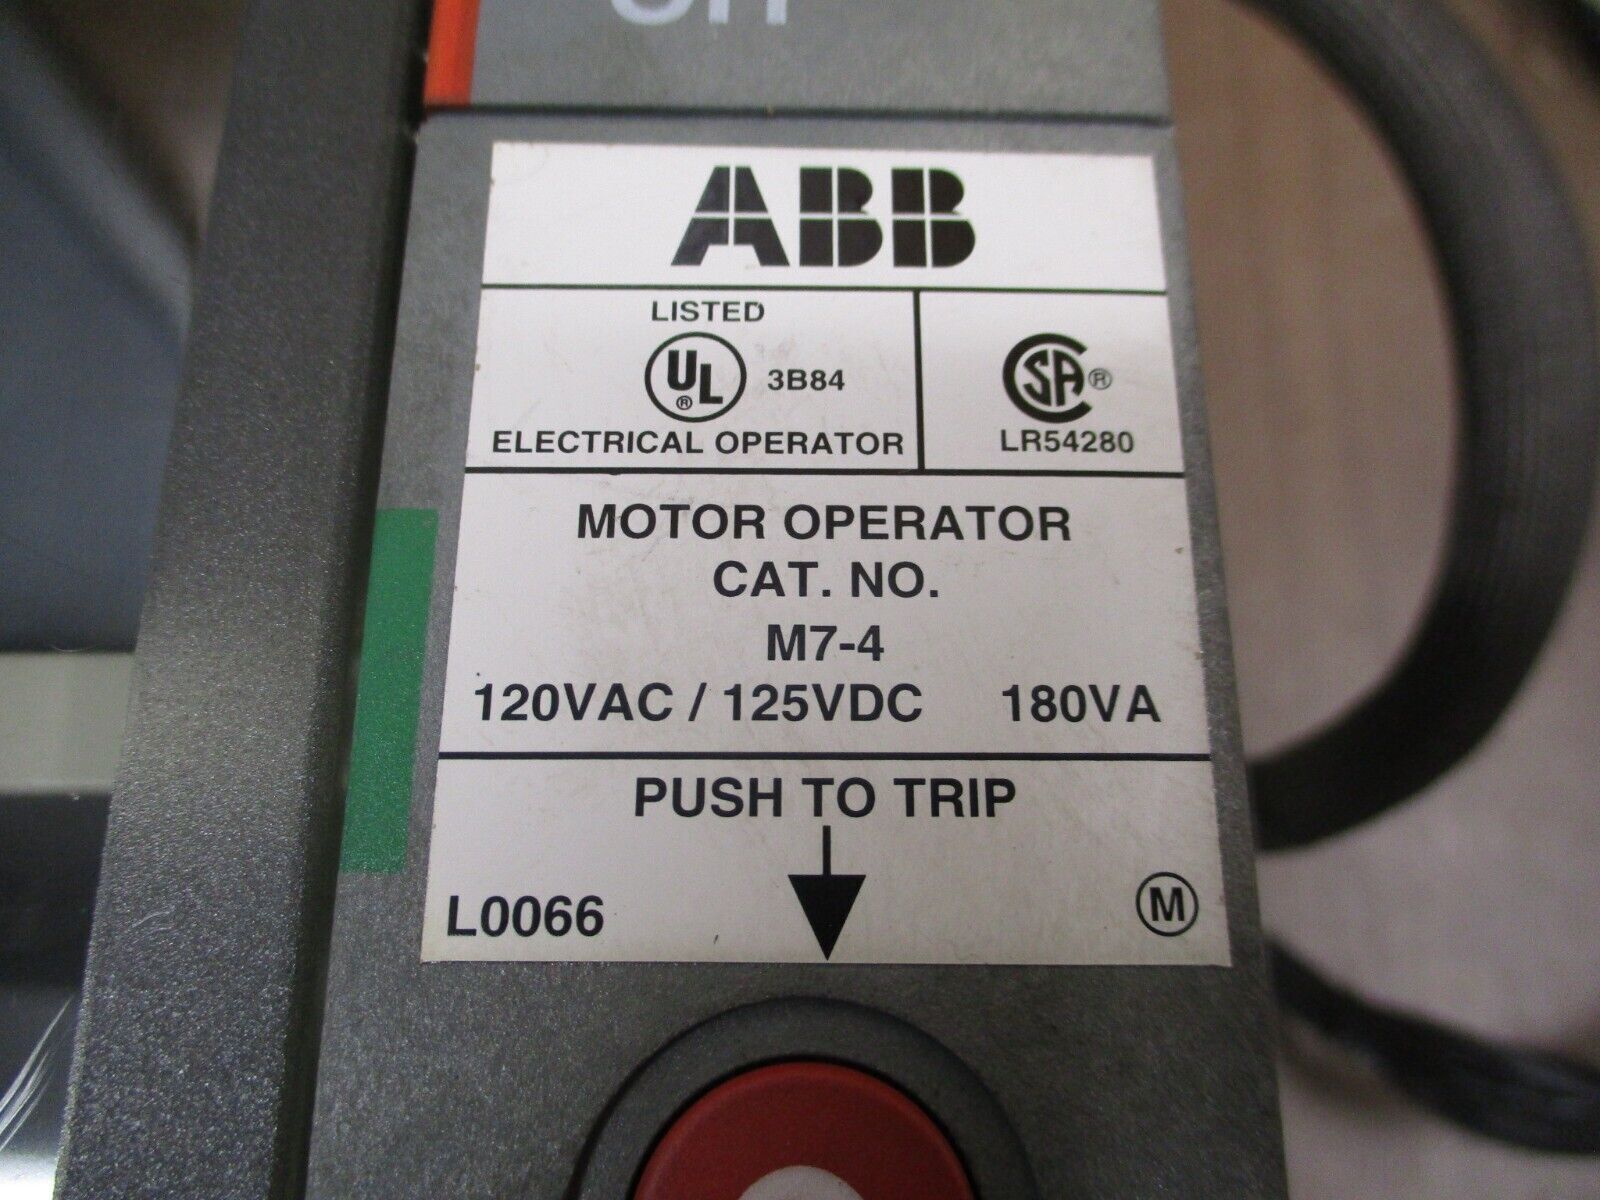 ABB
LISTED
UL ® 3B84
ELECTRICAL OPERATOR
CSA ®
LR54280
MOTOR OPERATOR
CAT. NO.
M7-4
120VAC / 125VDC 180VA
PUSH TO TRIP
L0066
M